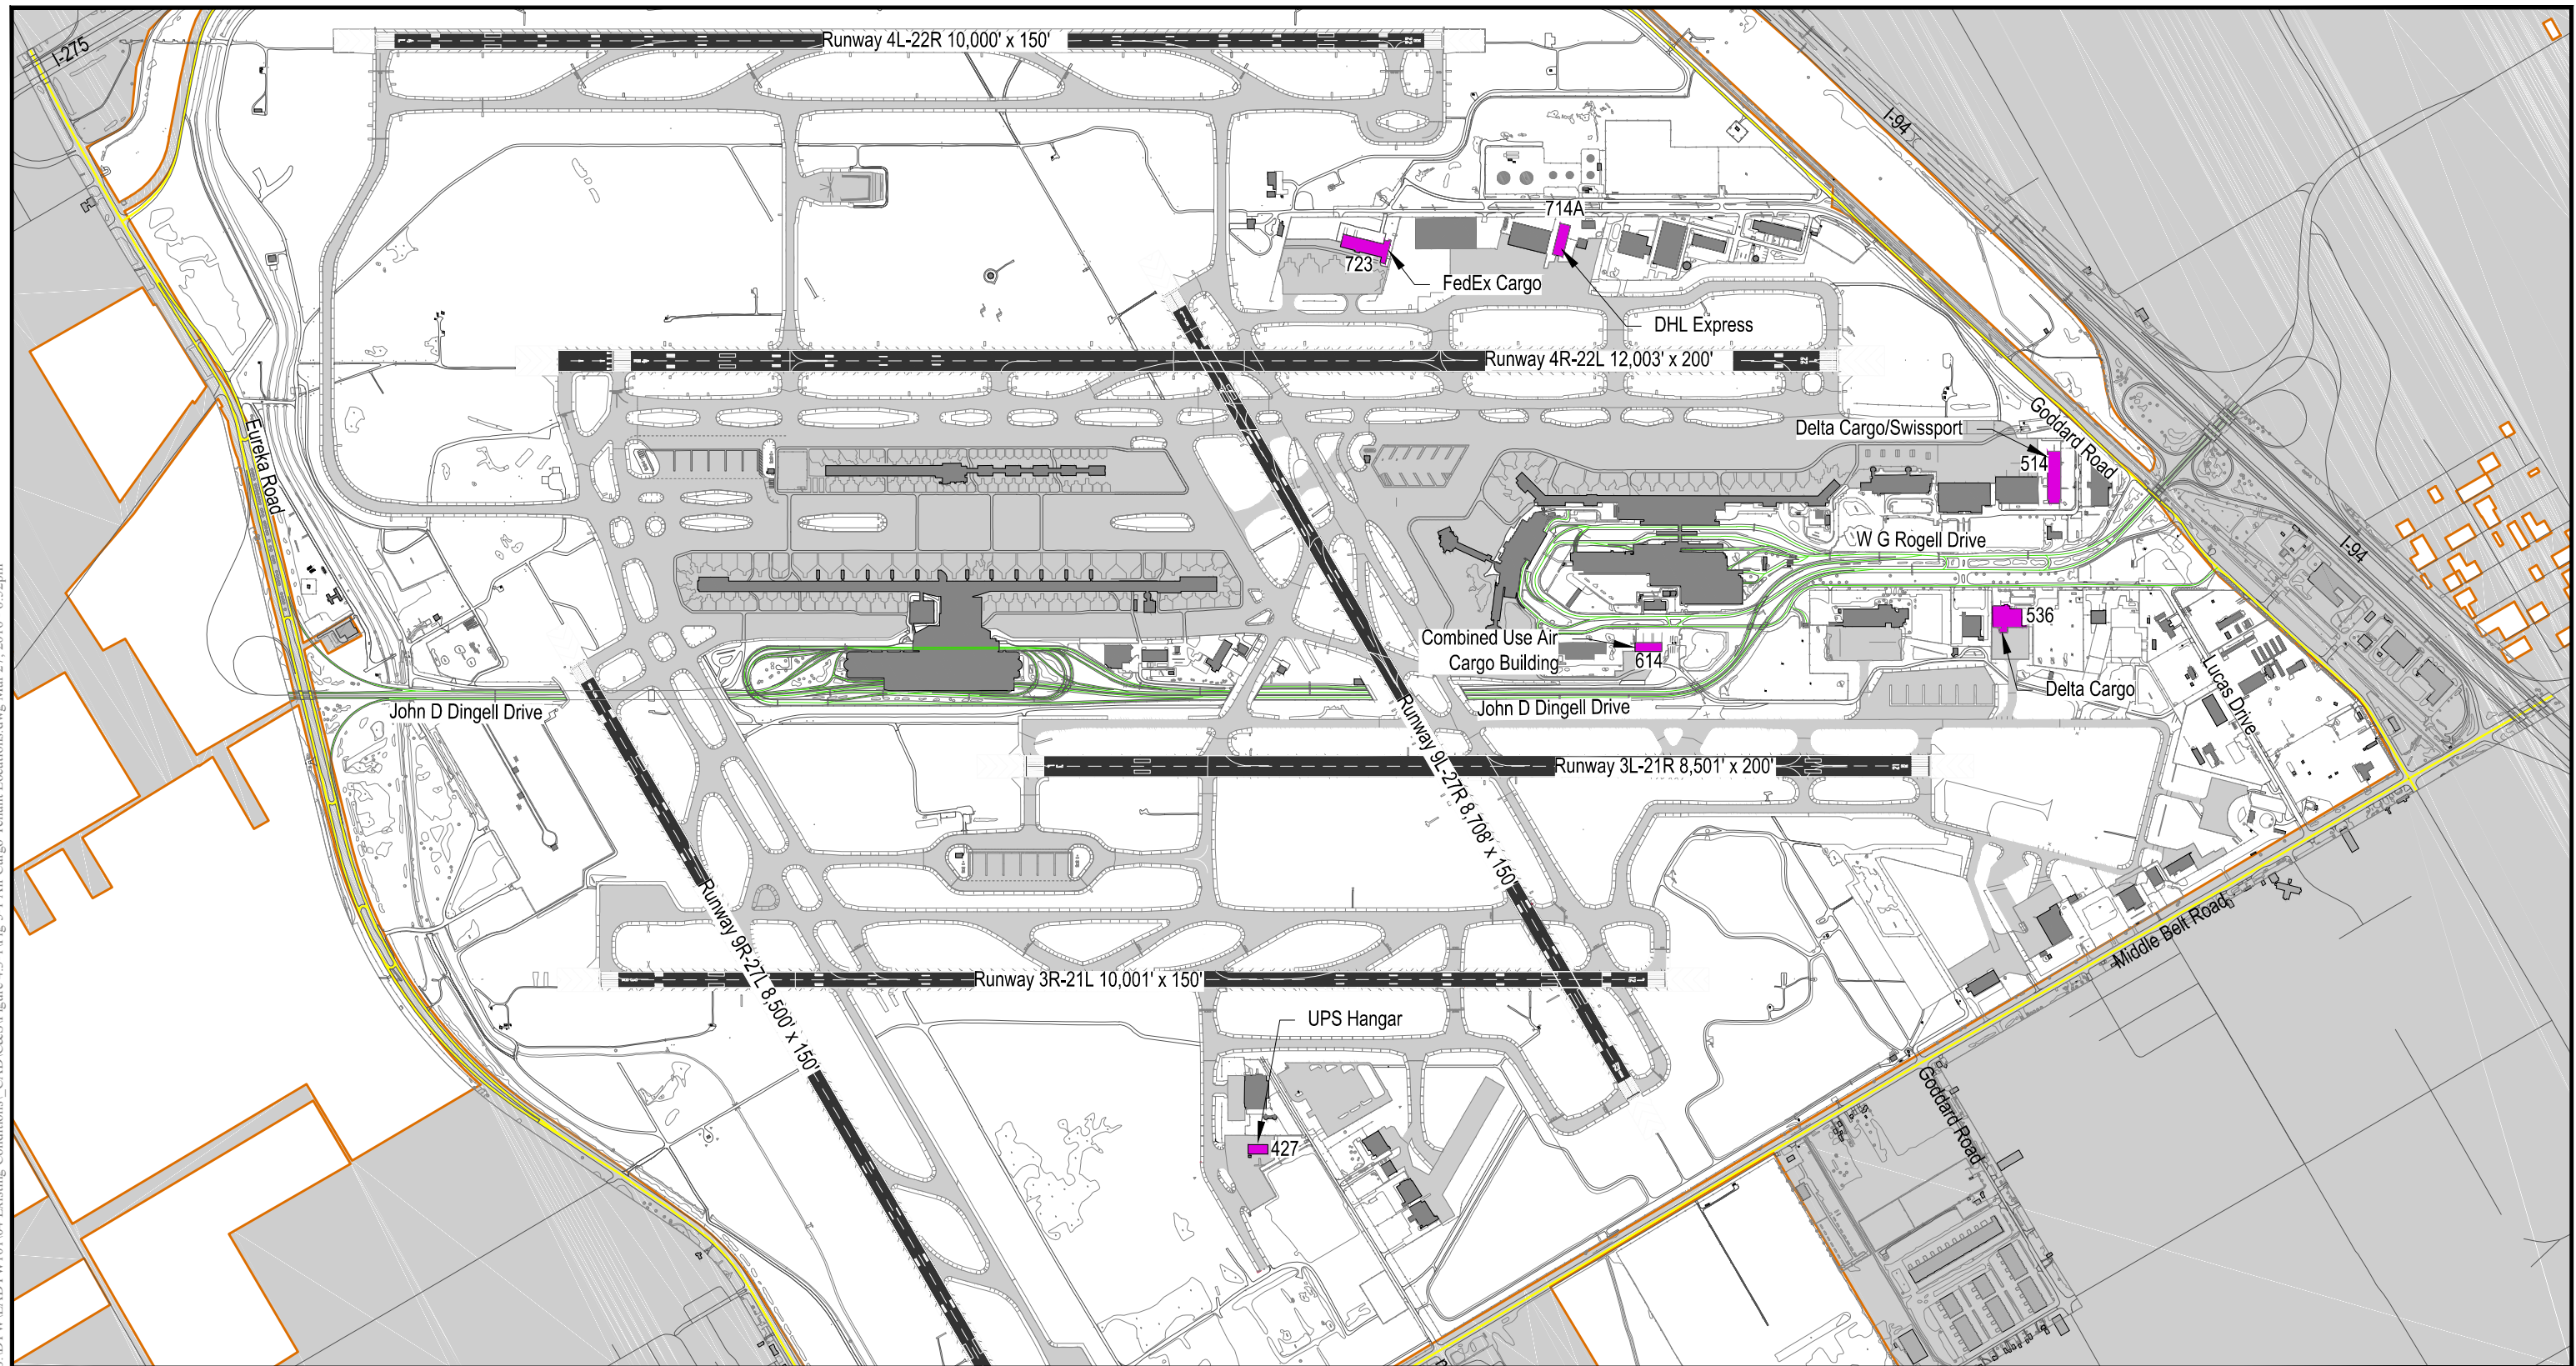 I-275
Runway 4L-22R 10,000' x 150'
I-94
714A
723
FedEx Cargo
DHL Express
Runway 4R-22L 12,003' x 200'
Goddard Road
Delta Cargo/Swissport
514
Eureka Road
W G Rogell Drive
I-94
536
Combined Use Air
Cargo Building
614
Lucas Drive
Delta Cargo
John D Dingell Drive
John D Dingell Drive
Runway 9L-27R 8,708' x 150'
Runway 3L-21R 8,501' x 200'
Runway 9R-27L 8,500' x 150'
Middle Belt Road
Runway 3R-21L 10,001' x 150'
UPS Hangar
Goddard Road
427